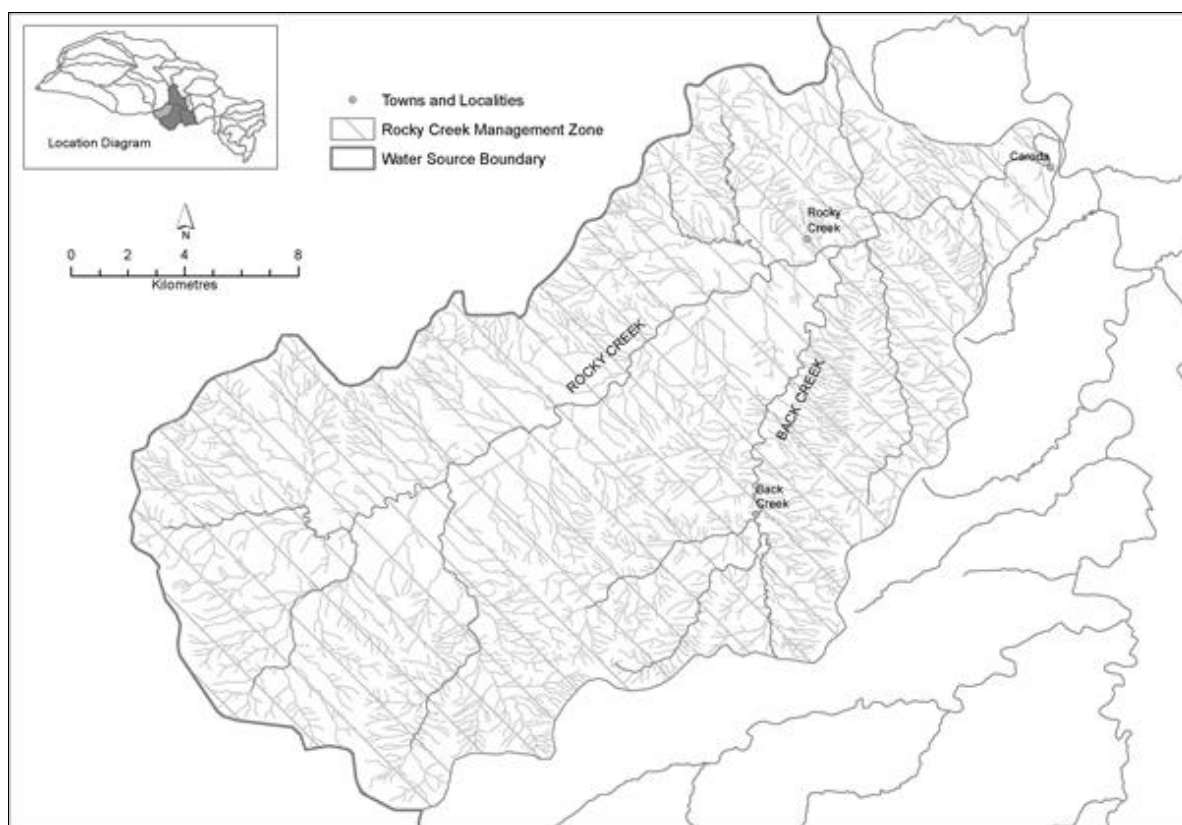 Location Diagram
Towns and Localities
Rocky Creek Management Zone
Water Source Boundary
N
0 4 8
Kilometres
Caroda
Rocky
Creek
ROCKY CREEK
BACK CREEK
Back
Creek